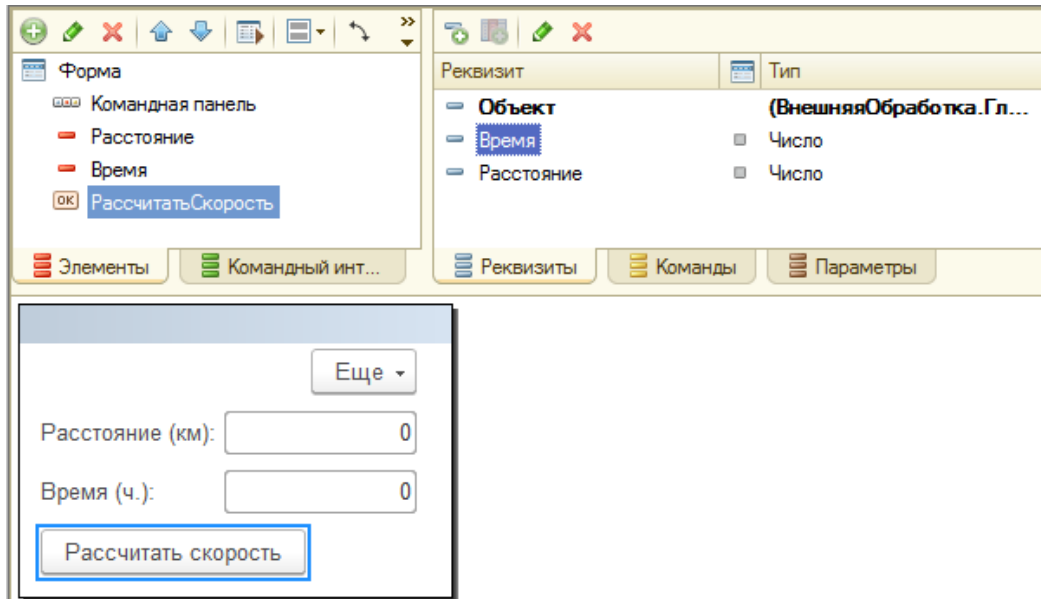 Форма
Командная панель
Расстояние
Время
OK РассчитатьСкорость
Элементы Командный инт...
Реквизит Тип
Объект (ВнешняяОбработка.Гл...
Время Число
Расстояние Число
Реквизиты Команды Параметры
Еще
Расстояние (км): 0
Время (ч.): 0
Рассчитать скорость